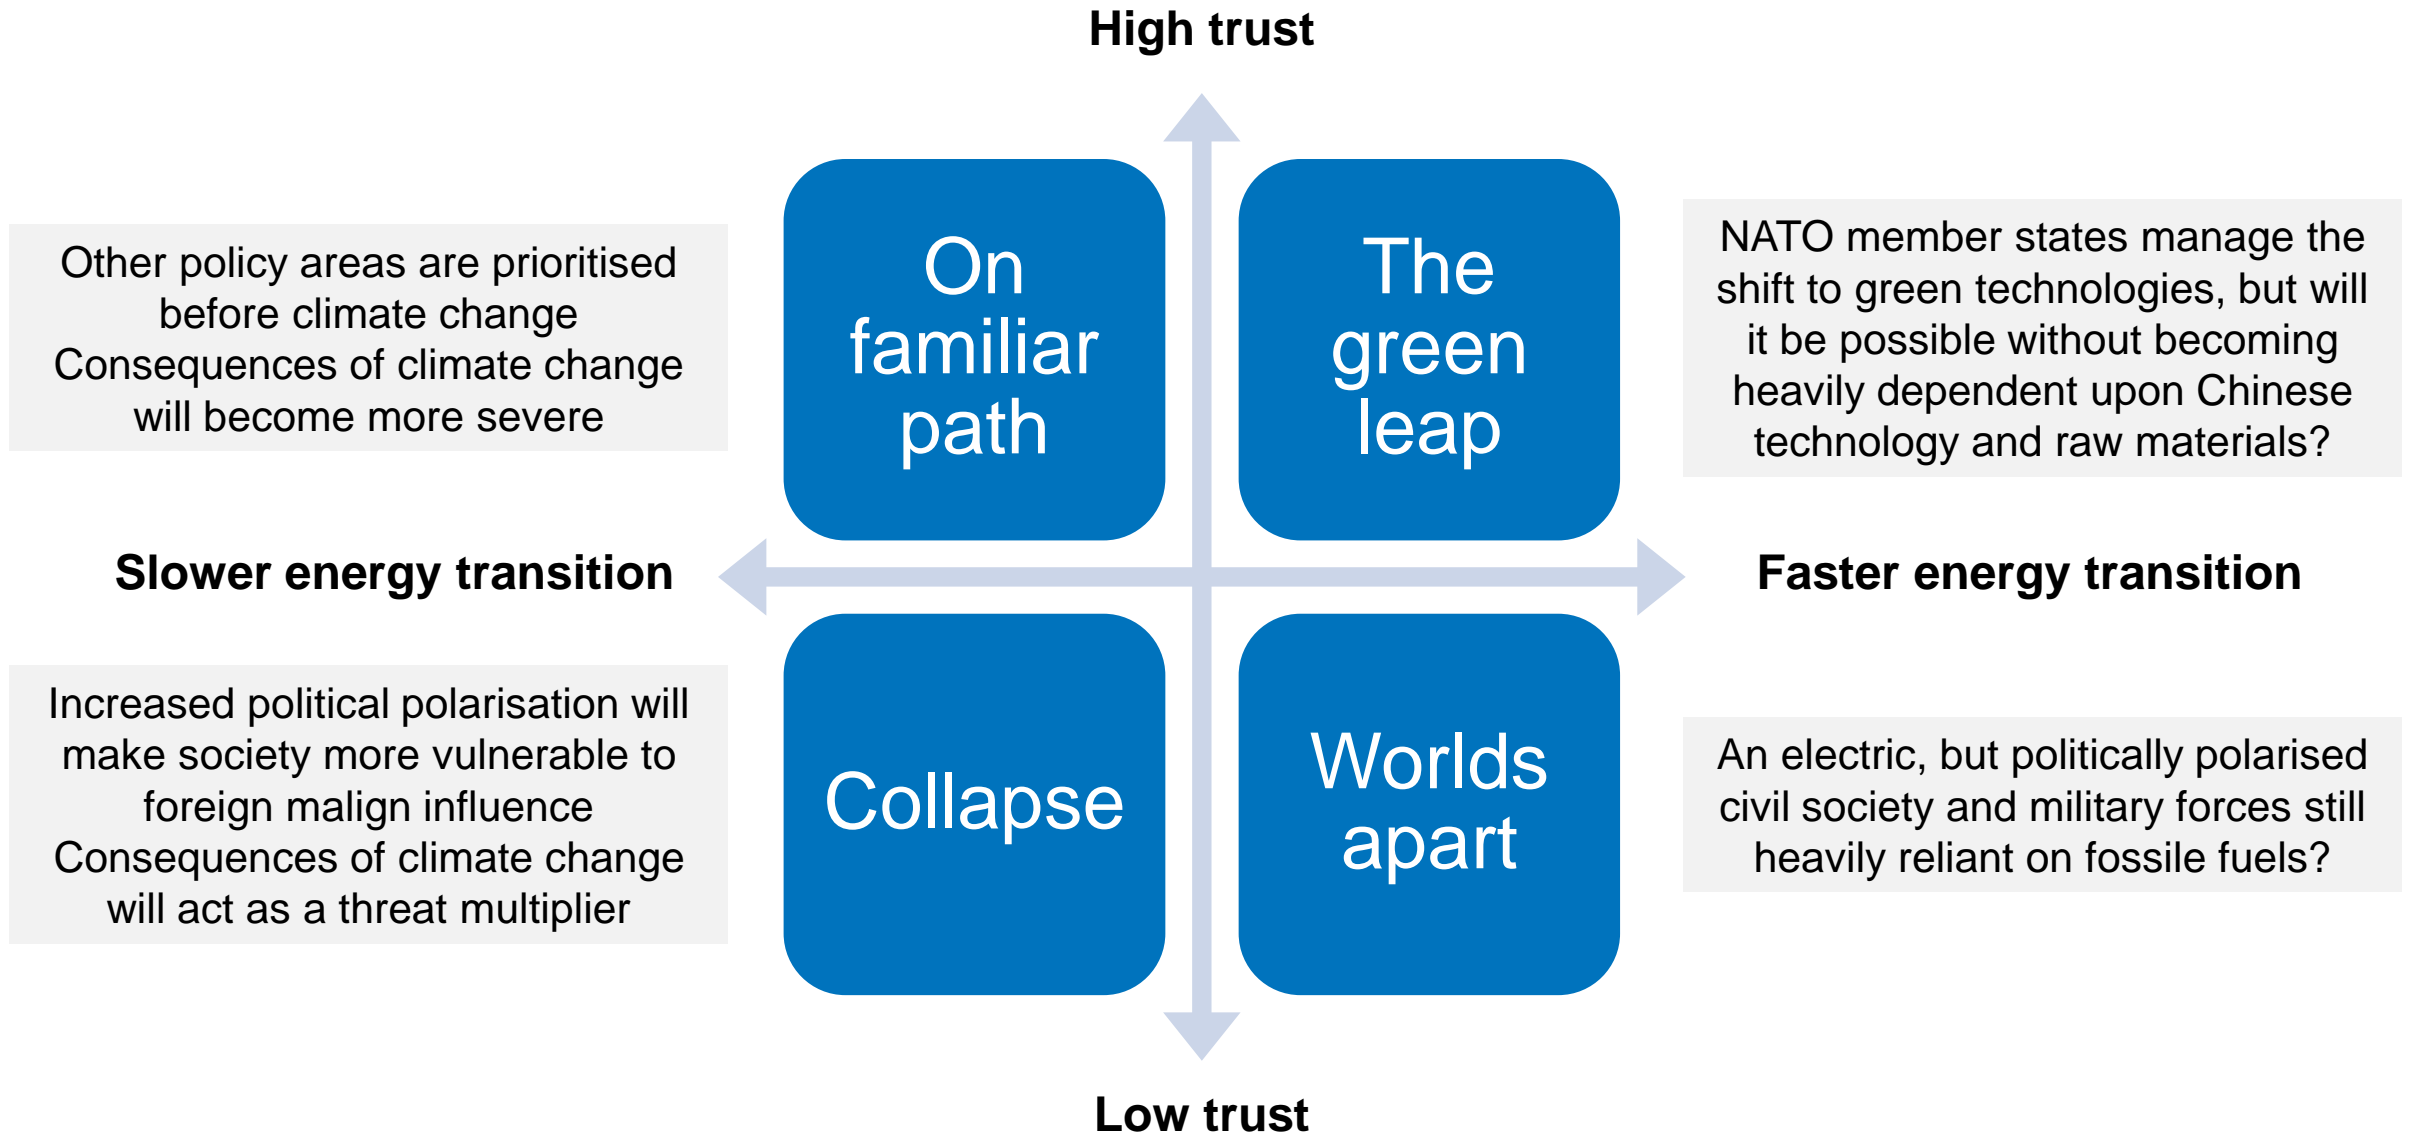 High trust
Other policy areas are prioritised
before climate change
Consequences of climate change
will become more severe
On
familiar
path
The
green
leap
NATO member states manage the
shift to green technologies, but will
it be possible without becoming
heavily dependent upon Chinese
technology and raw materials?
Slower energy transition
Faster energy transition
Increased political polarisation will
make society more vulnerable to
foreign malign influence
Consequences of climate change
will act as a threat multiplier
Collapse
Worlds
apart
An electric, but politically polarised
civil society and military forces still
heavily reliant on fossile fuels?
Low trust